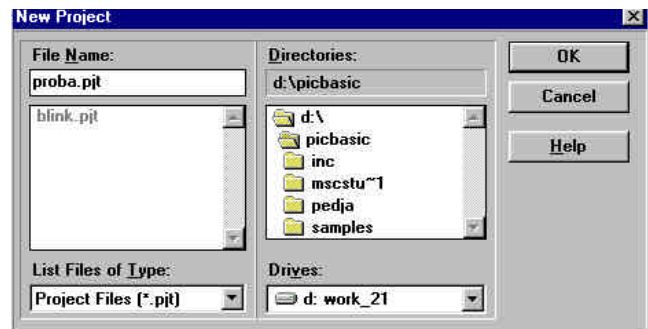 New Project
File Name:
proba.pjt
blink.pjt
List Files of Type:
Project Files (*.pjt)
Directories:
d:\picbasic
d:\
picbasic
inc
mscstu~1
pedja
samples
Drives:
d: work_21
OK
Cancel
Help